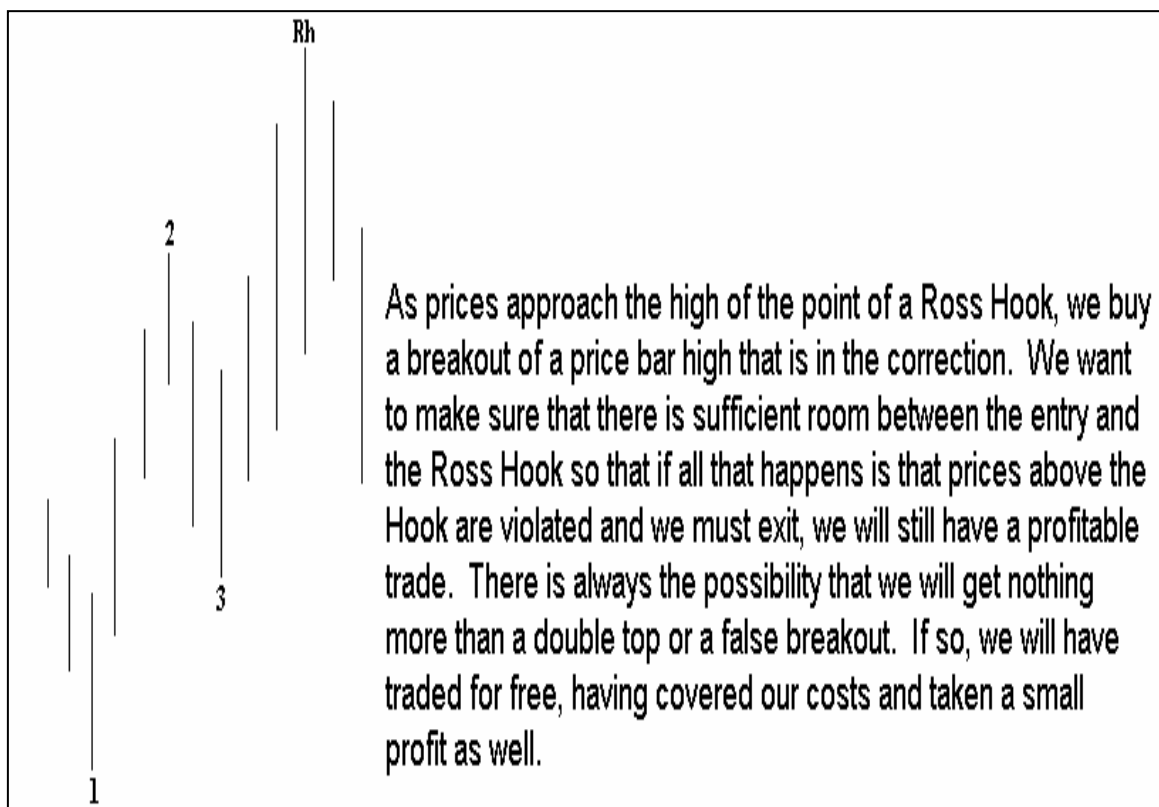 Rh
2
As prices approach the high of the point of a Ross Hook, we buy
a breakout of a price bar high that is in the correction. We want
to make sure that there is sufficient room between the entry and
the Ross Hook so that if all that happens is that prices above the
Hook are violated and we must exit, we will still have a profitable
trade. There is always the possibility that we will get nothing
more than a double top or a false breakout. If so, we will have
traded for free, having covered our costs and taken a small
profit as well.
3
1